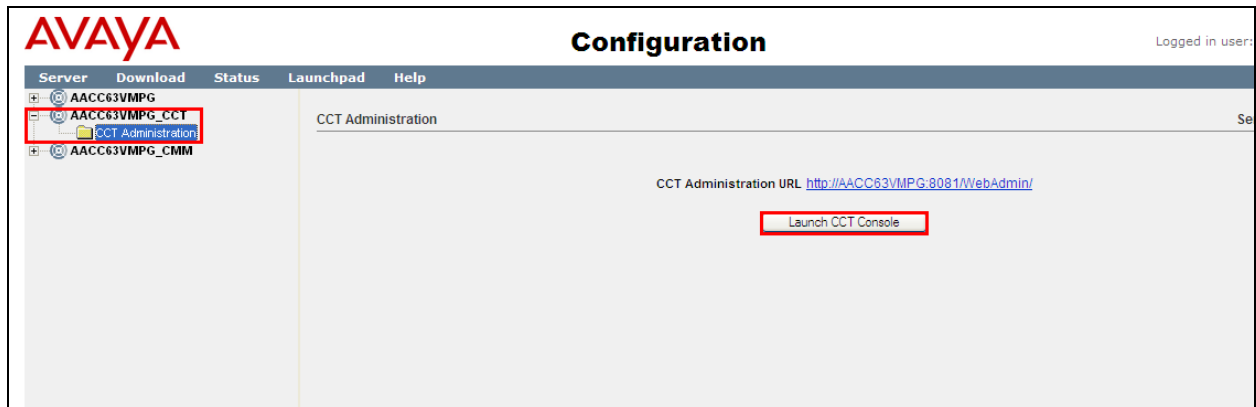 AVAYA
Configuration
Logged in user:
Server Download Status Launchpad Help
AACC63VMPG
AACC63VMPG_CCT
CCT Administration
AACC63VMPG_CMM
CCT Administration
Se
CCT Administration URL http://AACC63VMPG:8081/WebAdmin/
Launch CCT Console